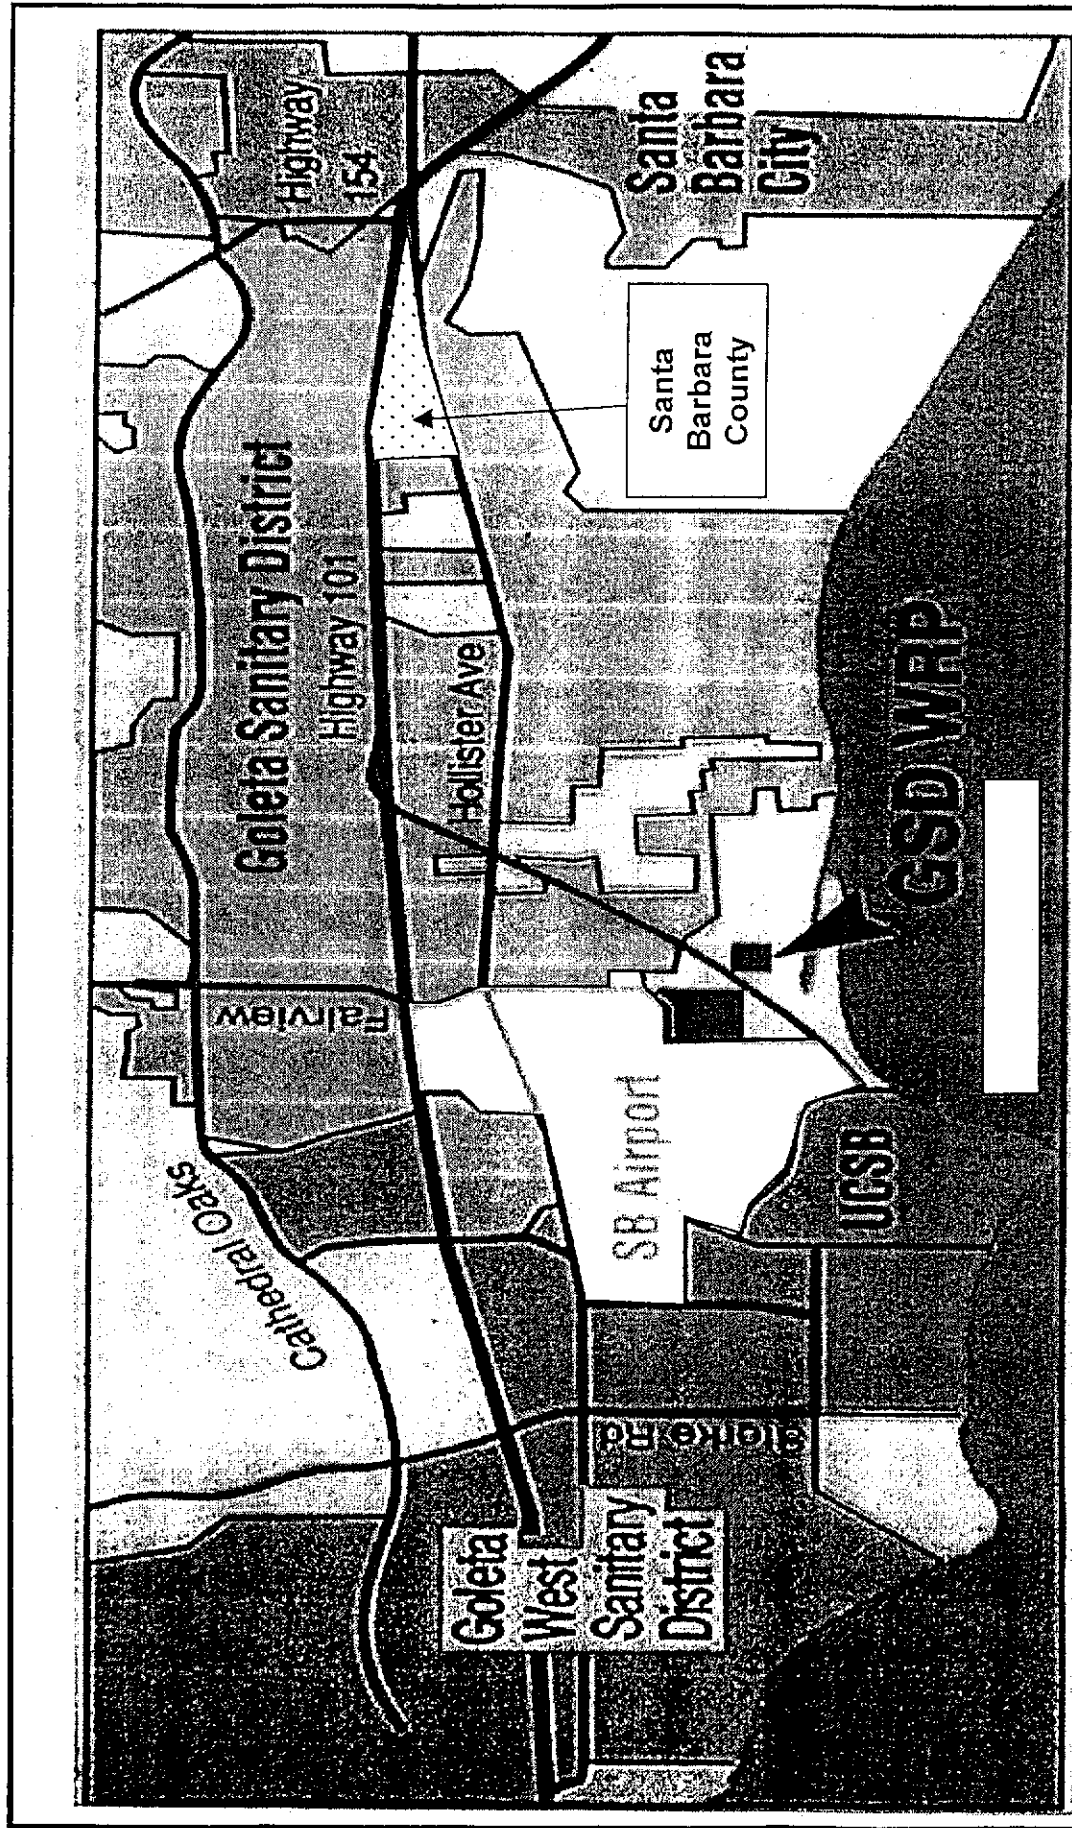 Cathedral Oaks
Fairview
Goleta Sanitary District
Highway 101
Highway
154
Hollister Ave
Goleta
West
Sanitary
District
Storke Rd
SB Airport
UCSB
GSD WRP
Santa
Barbara
County
Santa
Barbara
City